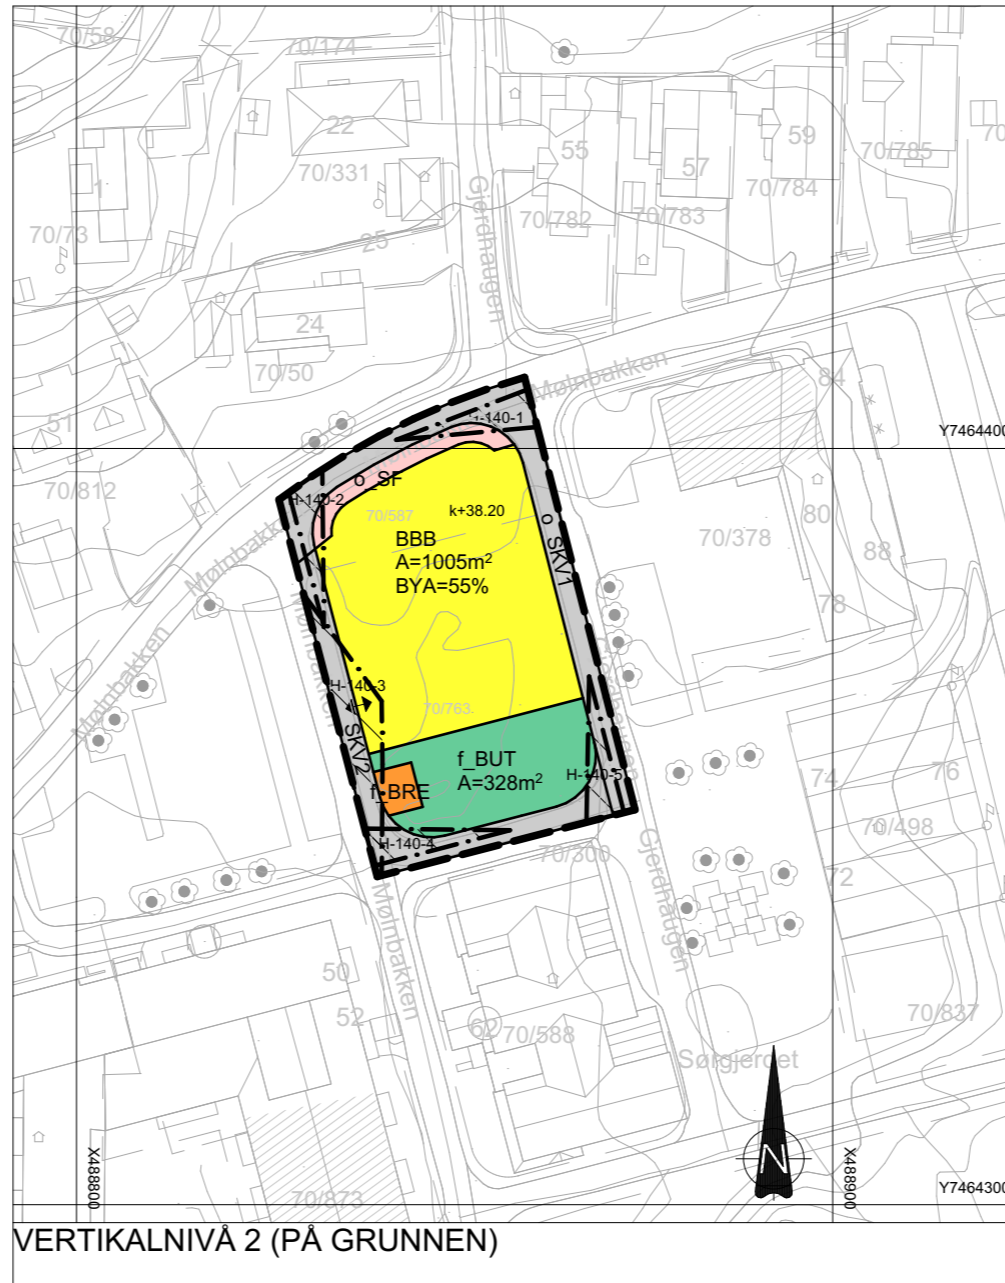 70/58
70/174
22
55
57
59
70/785
70/331
1
70/784
70/782
70/783
70/73
25
Gjerdhaugen
24
70/50
Mølnbakken
84
51
H-140-1
Y7464400
70/812
o_SF
H-140-2
70/587
k+38.20
BBB
A=1005m²
BYA=55%
o_SKV1
80
70/378
88
Mølnbakken
78
Mølnbakken
Mølnbakken
H-140-3
70/763
SKV2
f_BUT
A=328m²
f_BRE
H-140-5
74
76
70/498
H-140-4
70/300
72
Gjerdhaugen
Mølnbakken
50
52
62
70/588
70/837
Sørgjerdet
N
X488800
X488900
Y7464300
70/873
VERTIKALNIVÅ 2 (PÅ GRUNNEN)